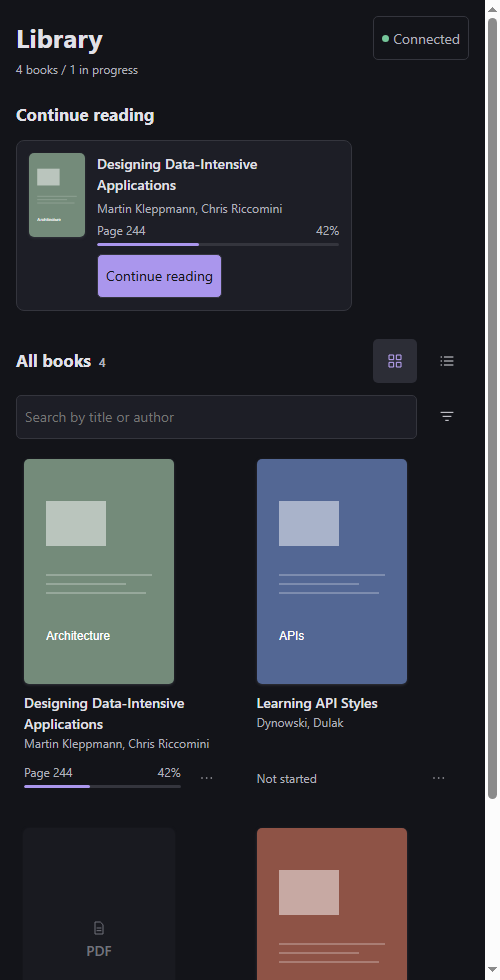 Library
Connected
4 books / 1 in progress
Continue reading
Designing Data-Intensive
Applications
Martin Kleppmann, Chris Riccomini
Page 244 42%
Architecture
Continue reading
All books 4
Search by title or author
Architecture
APIs
Designing Data-Intensive
Applications
Martin Kleppmann, Chris Riccomini
Page 244 42%
...
Learning API Styles
Dynowski, Dulak
Not started
...
PDF